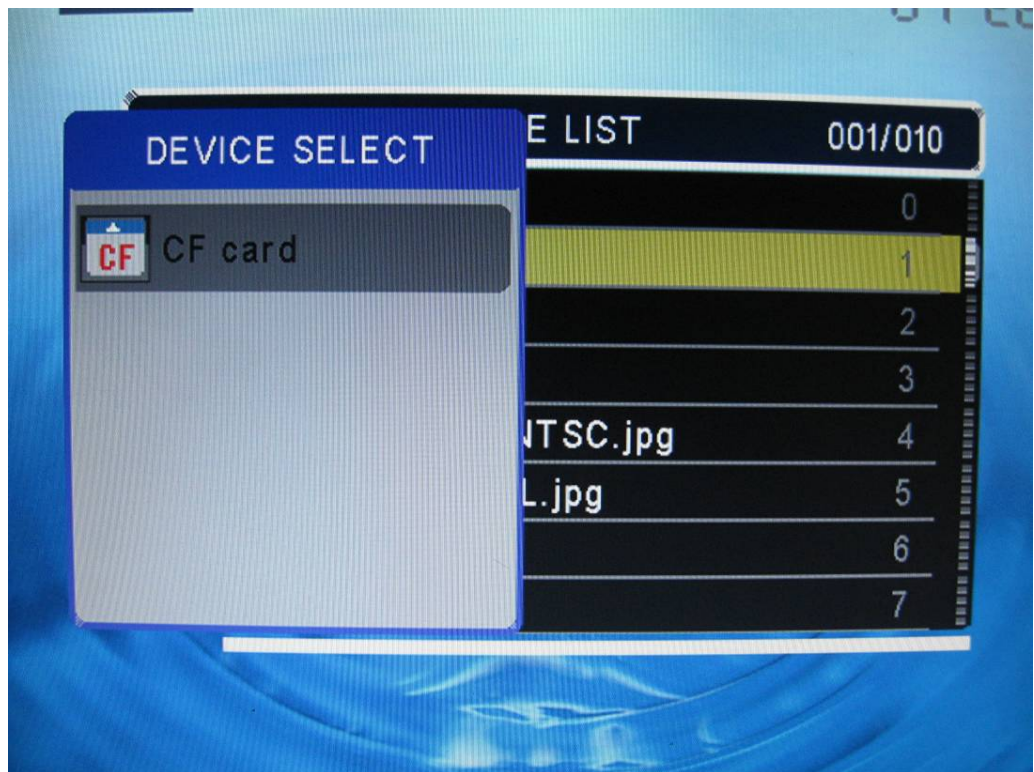 DEVICE SELECT
CF CF card
E LIST 001/010
0
1
2
3
NTSC.jpg 4
L.jpg 5
6
7